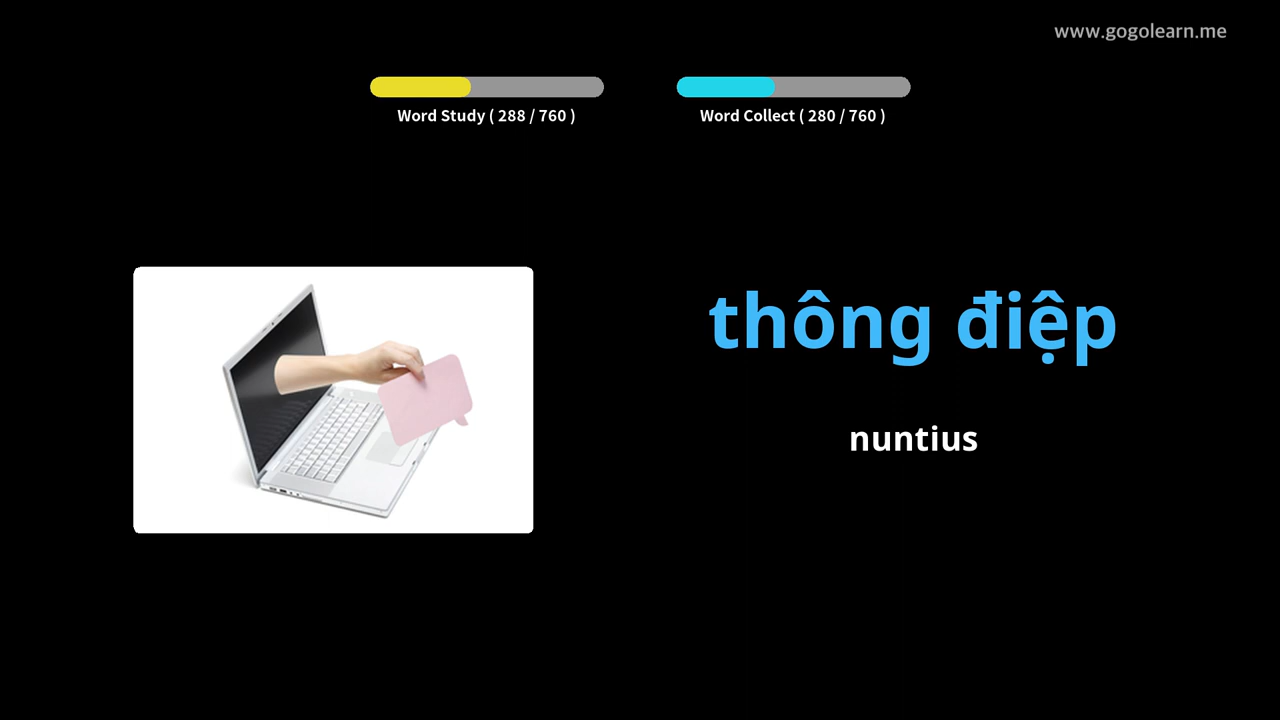 www.gogolearn.me
Word Study ( 288 / 760 )
Word Collect ( 280 / 760 )
thông điệp
nuntius